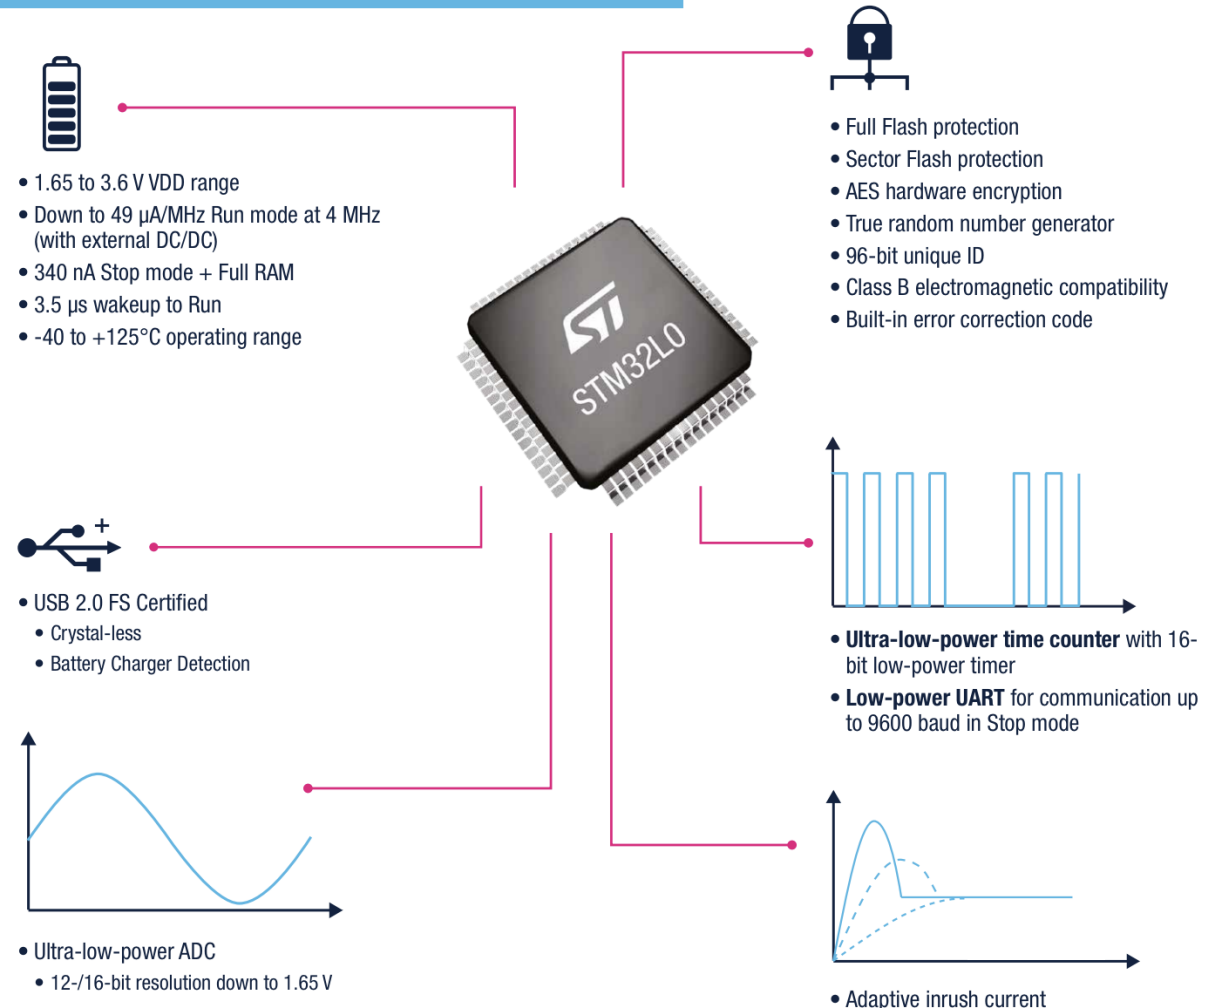 • 1.65 to 3.6 V VDD range
• Down to 49 µA/MHz Run mode at 4 MHz
(with external DC/DC)
• 340 nA Stop mode + Full RAM
• 3.5 µs wakeup to Run
• -40 to +125°C operating range
• Full Flash protection
• Sector Flash protection
• AES hardware encryption
• True random number generator
• 96-bit unique ID
• Class B electromagnetic compatibility
• Built-in error correction code
ST
STM32L0
+
• USB 2.0 FS Certified
• Crystal-less
• Battery Charger Detection
• Ultra-low-power time counter with 16-
bit low-power timer
• Low-power UART for communication up
to 9600 baud in Stop mode
• Ultra-low-power ADC
• 12-/16-bit resolution down to 1.65 V
• Adaptive inrush current